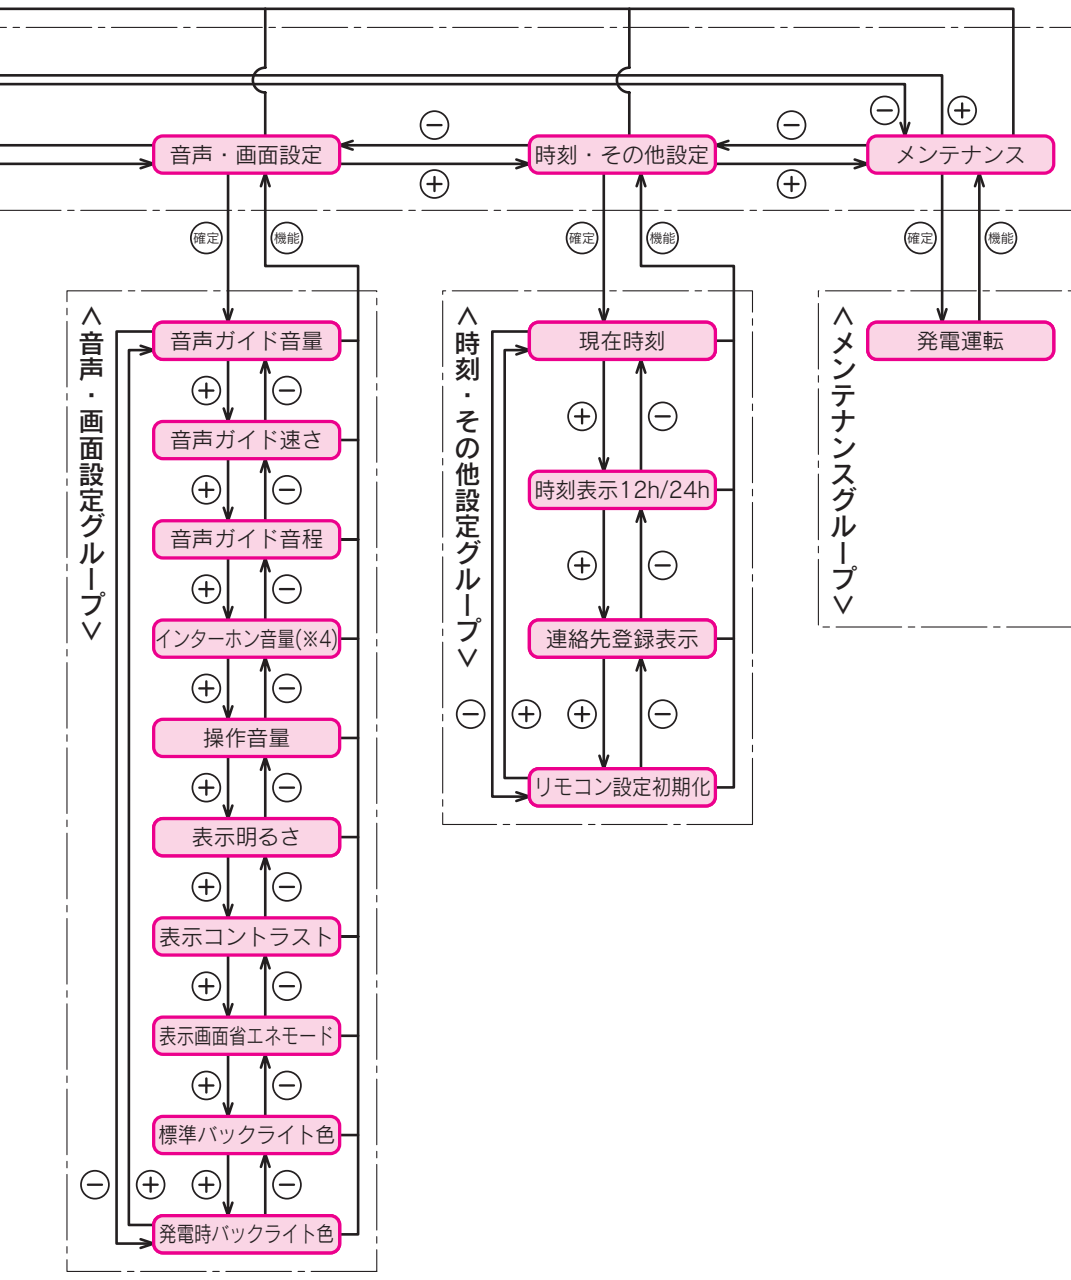 ⊖
⊖
⊖
⊕
音声・画面設定
時刻・その他設定
メンテナンス
⊕
⊕
確定
機能
確定
機能
確定
機能
<音声・画面設定グループ>
音声ガイド音量
⊕
⊖
音声ガイド速さ
⊕
⊖
音声ガイド音程
⊕
⊖
インターホン音量(※4)
⊕
⊖
操作音量
⊕
⊖
表示明るさ
⊕
⊖
表示コントラスト
⊕
⊖
表示画面省エネモード
⊕
⊖
標準バックライト色
⊖
⊕
⊕
⊖
発電時バックライト色
<時刻・その他設定グループ>
現在時刻
⊕
⊖
時刻表示12h/24h
⊕
⊖
連絡先登録表示
⊖
⊕
⊕
⊖
リモコン設定初期化
<メンテナンスグループ>
発電運転